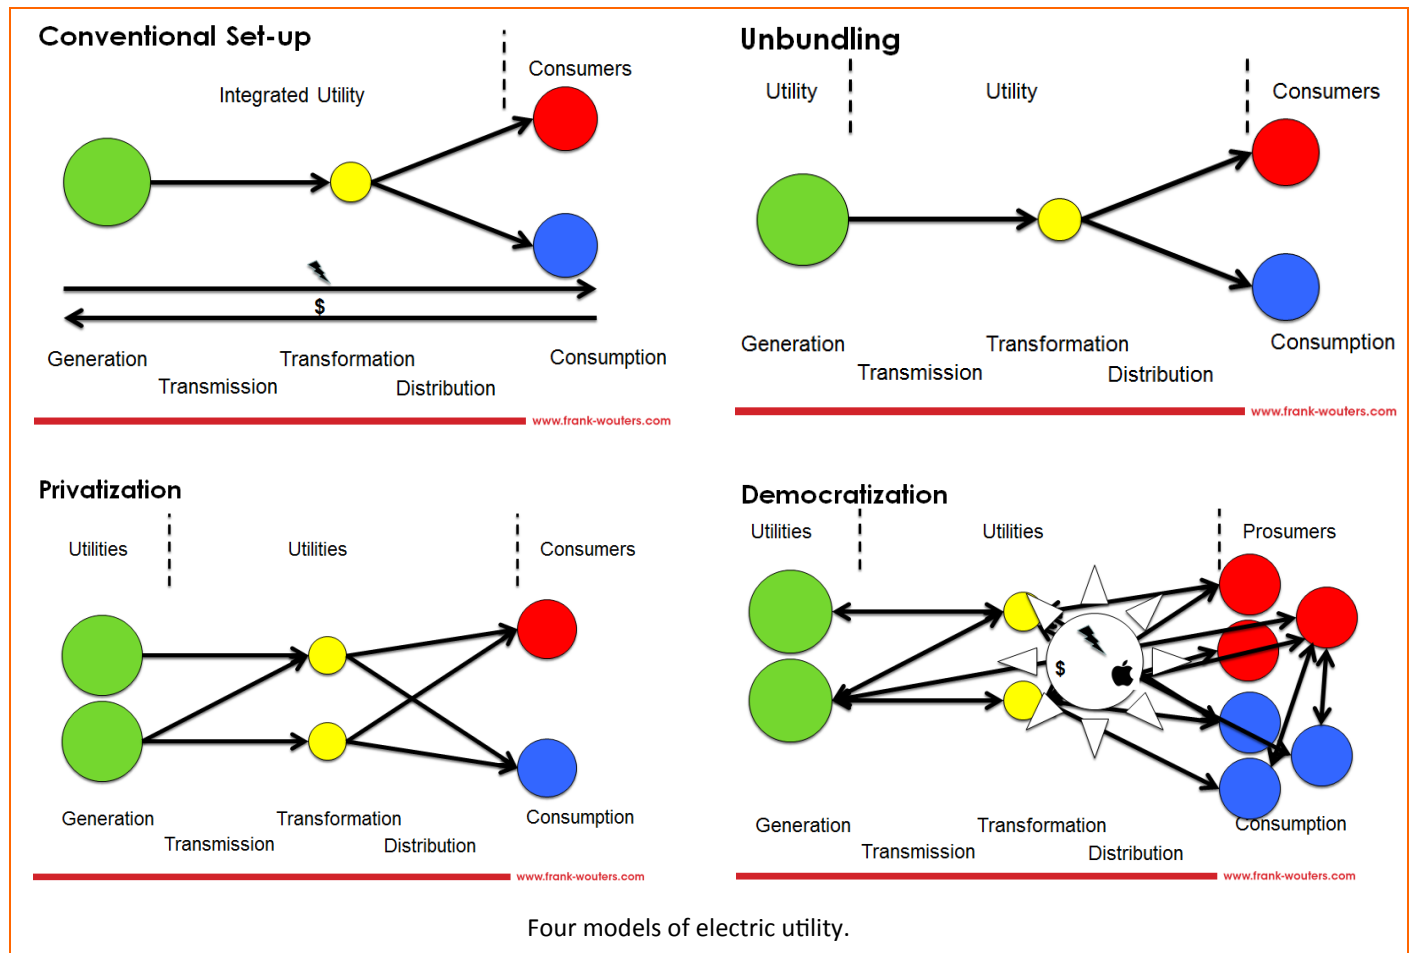 Conventional Set-up
Consumers
Integrated Utility
$
Generation
Transformation
Consumption
Transmission
Distribution
www.frank-wouters.com
Unbundling
Utility
Utility
Consumers
Generation
Transformation
Consumption
Transmission
Distribution
www.frank-wouters.com
Privatization
Utilities
Utilities
Consumers
Generation
Transformation
Consumption
Transmission
Distribution
www.frank-wouters.com
Democratization
Utilities
Utilities
Prosumers
$
Generation
Transformation
Consumption
Transmission
Distribution
www.frank-wouters.com
Four models of electric utility.